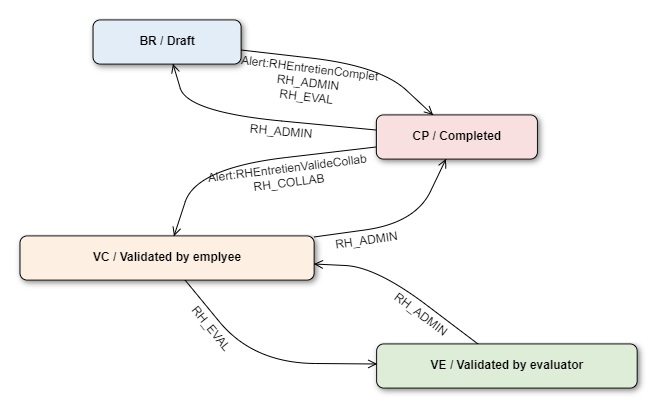 BR / Draft
Alert:RHEntretienComplet
RH_ADMIN
RH_EVAL
RH_ADMIN
CP / Completed
Alert:RHEntretienValideCollab
RH_COLLAB
RH_ADMIN
VC / Validated by emplyee
RH_ADMIN
RH_EVAL
VE / Validated by evaluator